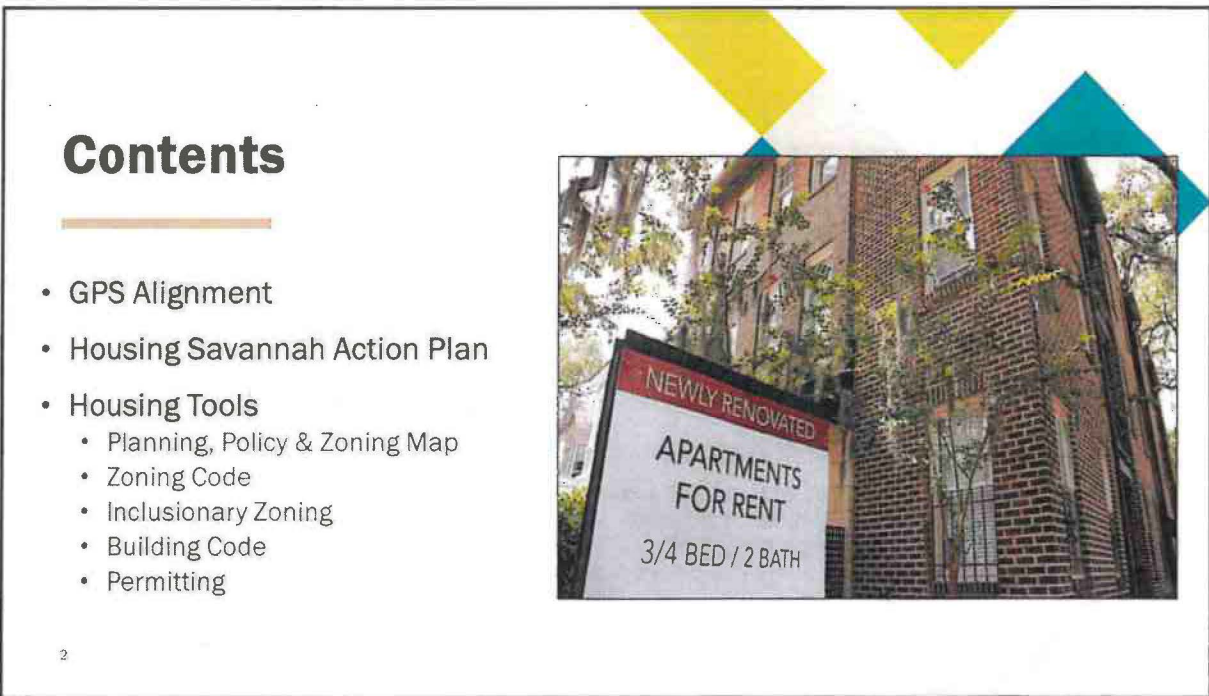 Contents
• GPS Alignment
• Housing Savannah Action Plan
• Housing Tools
• Planning, Policy & Zoning Map
• Zoning Code
• Inclusionary Zoning
• Building Code
• Permitting
NEWLY RENOVATED
APARTMENTS
FOR RENT
3/4 BED / 2 BATH
2